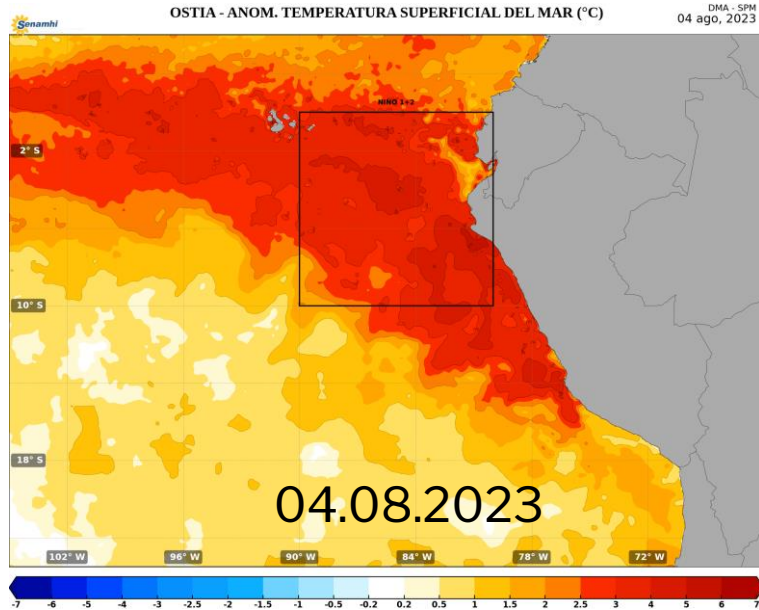 Senamhi
OSTIA - ANOM. TEMPERATURA SUPERFICIAL DEL MAR (°C)
DMA - SPM
04 ago, 2023
NINO 1+2
2° S
10° S
18° S
04.08.2023
102° W 96° W 90° W 84° W 78° W 72° W
-7 -6 -5 -4 -3 -2.5 -2 -1.5 -1 -0.5 -0.2 0.2 0.5 1 1.5 2 2.5 3 4 5 6 7